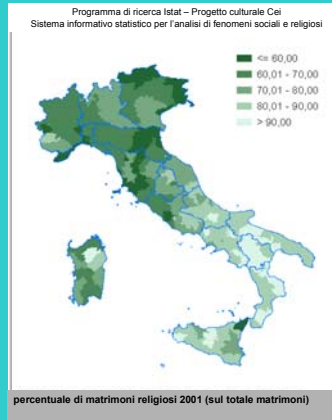 Programma di ricerca Istat – Progetto culturale Cei
Sistema informativo statistico per l'analisi di fenomeni sociali e religiosi
<= 60,00
60,01 - 70,00
70,01 - 80,00
80,01 - 90,00
> 90,00
percentuale di matrimoni religiosi 2001 (sul totale matrimoni)